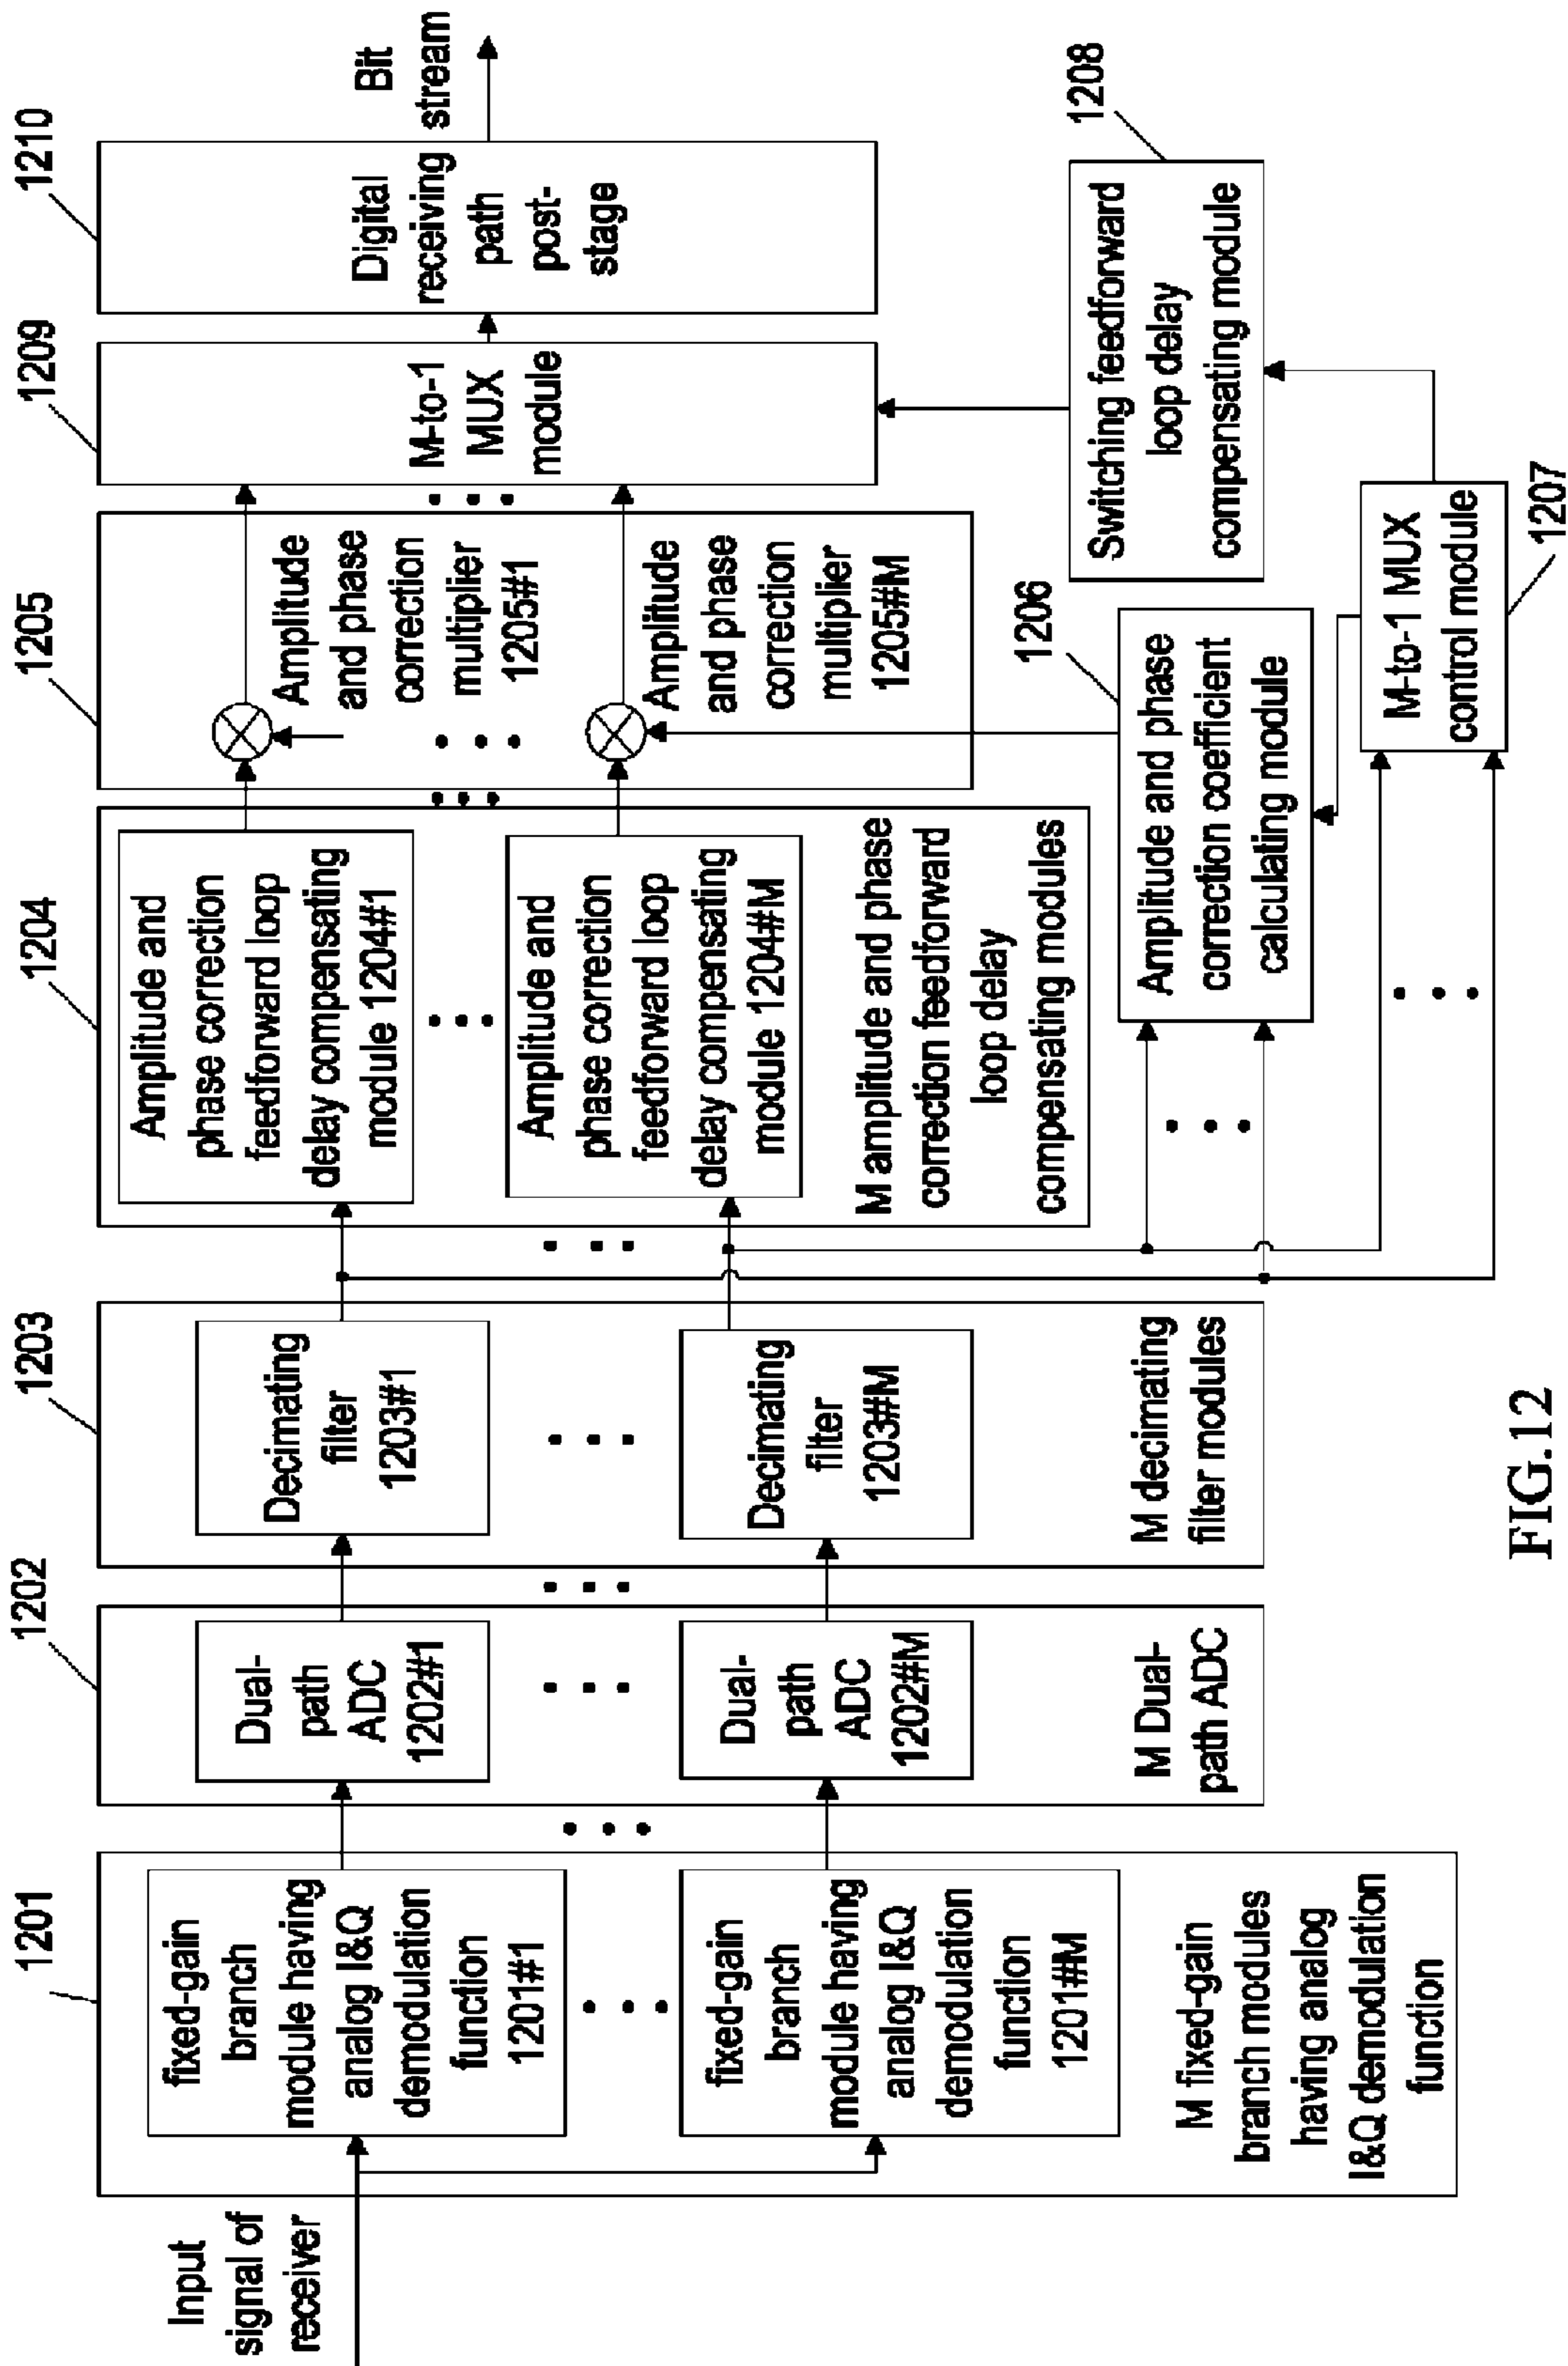 1201
1202
1203
1204
1205
1209
1210
Input
signal of
receiver
fixed-gain
branch
module having
analog I&Q
demodulation
function
1201#1
fixed-gain
branch
module having
analog I&Q
demodulation
function
1201#M
M fixed-gain
branch modules
having analog
I&Q demodulation
function
Dual-
path
ADC
1202#1
Dual-
path
ADC
1202#M
M Dual-
path ADC
Decimating
filter
1203#1
Decimating
filter
1203#M
M decimating
filter modules
Amplitude and
phase correction
feedforward loop
delay compensating
module 1204#1
Amplitude and
phase correction
feedforward loop
delay compensating
module 1204#M
M amplitude and phase
correction feedforward
loop delay
compensating modules
Amplitude
and phase
correction
multiplier
1205#1
Amplitude
and phase
correction
multiplier
1205#M
M-to-1
MUX
module
Digital
receiving
path
post-
stage
Bit
stream
1206
Amplitude and phase
correction coefficient
calculating module
M-to-1 MUX
control module
1207
1208
Switching feedforward
loop delay
compensating module
FIG.12